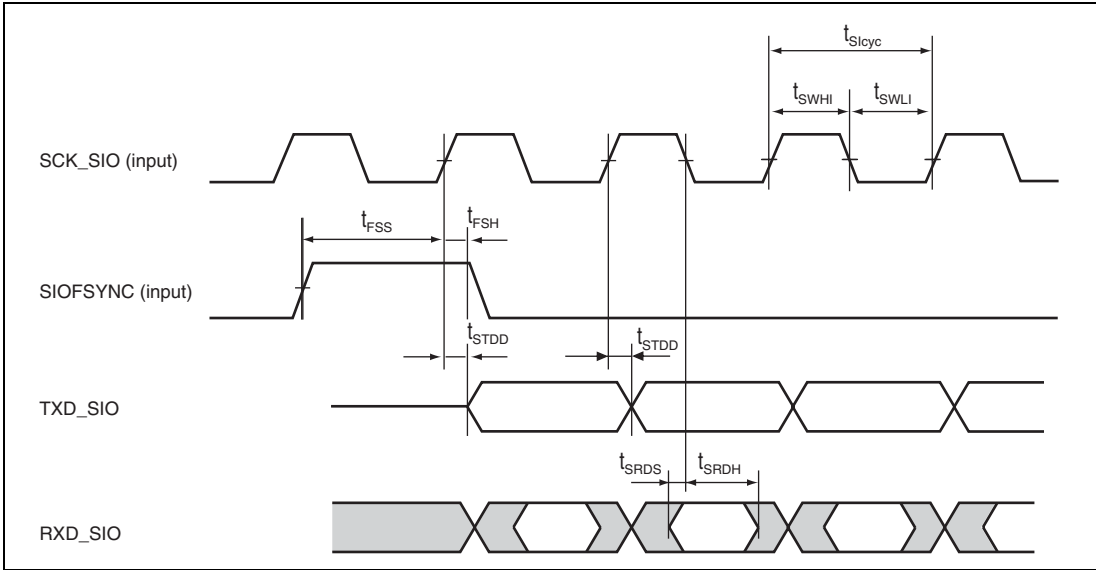 tSIcyc
tSWHI
tSWLI
SCK_SIO (input)
tFSS
tFSH
SIOFSYNC (input)
tSTDD
tSTDD
TXD_SIO
tSRDS
tSRDH
RXD_SIO